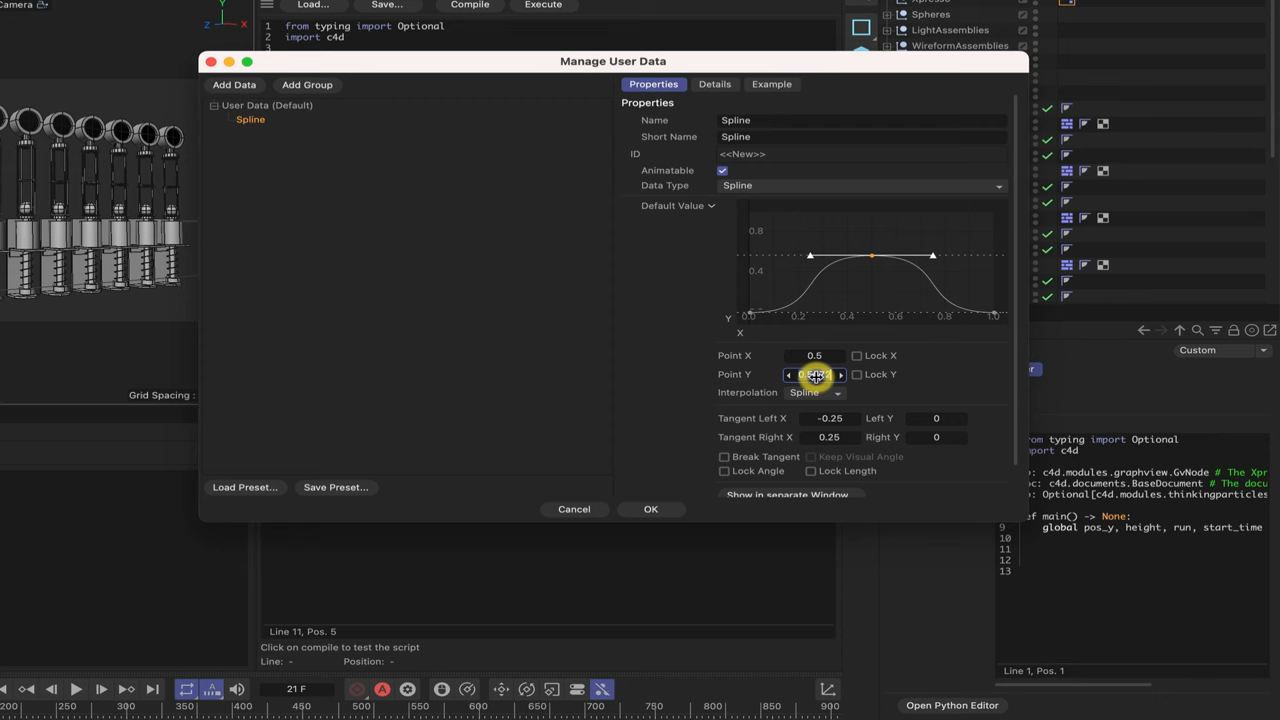 Camera
Y
X
Z
Load...
Save...
Compile
Execute
1 from typing import Optional
2 import c4d
3
Spheres
LightAssemblies
WireformAssemblies
Manage User Data
Add Data
Add Group
User Data (Default)
Spline
Properties
Details
Example
Properties
Name
Spline
Short Name
Spline
ID
<<New>>
Animatable
Data Type
Spline
Default Value
0.8
0.4
Y
0.0 0.2 0.4 0.6 0.8 1.0
X
Point X
0.5
Lock X
Point Y
Lock Y
Interpolation
Spline
Tangent Left X
-0.25
Left Y
0
Tangent Right X
0.25
Right Y
0
Break Tangent
Keep Visual Angle
Lock Angle
Lock Length
Show in separate Window...
Load Preset...
Save Preset...
Cancel
OK
Grid Spacing :
Custom
from typing import Optional
import c4d
: c4d.modules.graphview.GvNode # The Xpr
: c4d.documents.BaseDocument # The docu
: Optional[c4d.modules.thinkingparticles
ef main() -> None:
9 global pos_y, height, run, start_time
10
11
12
13
Line 11, Pos. 5
Click on compile to test the script
Line: -
Position: -
Line 1, Pos. 1
Open Python Editor
21 F
200 250 300 350 400 450 500 550 600 650 700 750 800 850 900